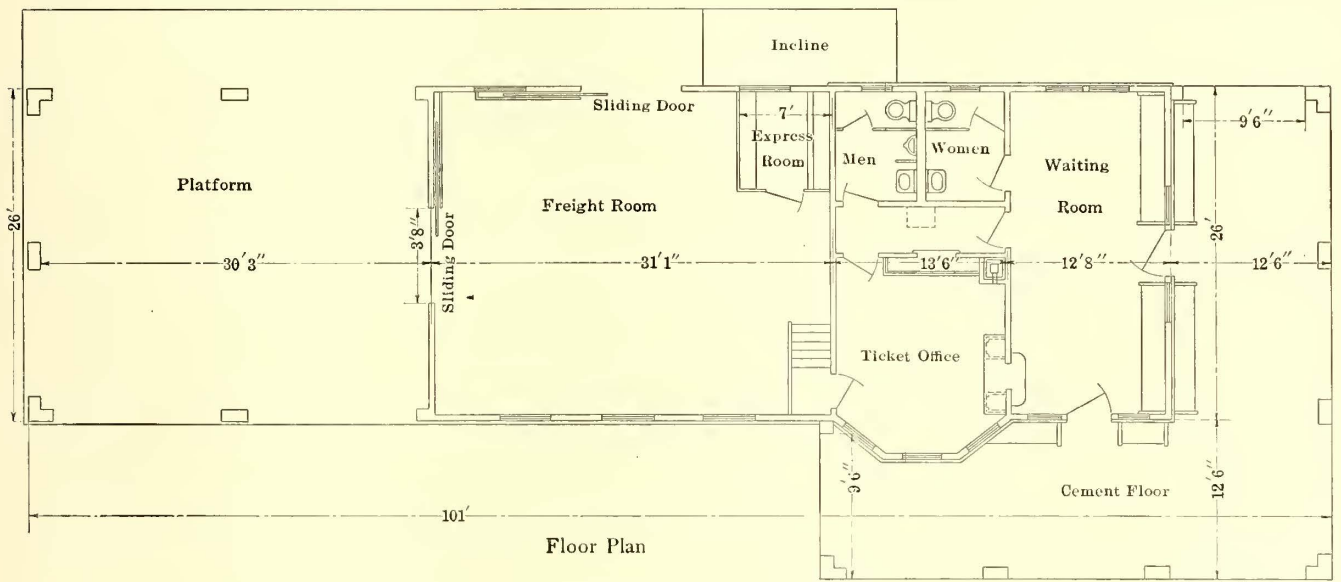 Incline
Sliding Door
7'
9'6"
Express
Room
Men
Women
Waiting
Room
Platform
Freight Room
26'
3'8"
Sliding Door
26'
30'3"
31'1"
13'6"
12'8"
12'6"
Ticket Office
9'6"
12'6"
Cement Floor
101'
Floor Plan